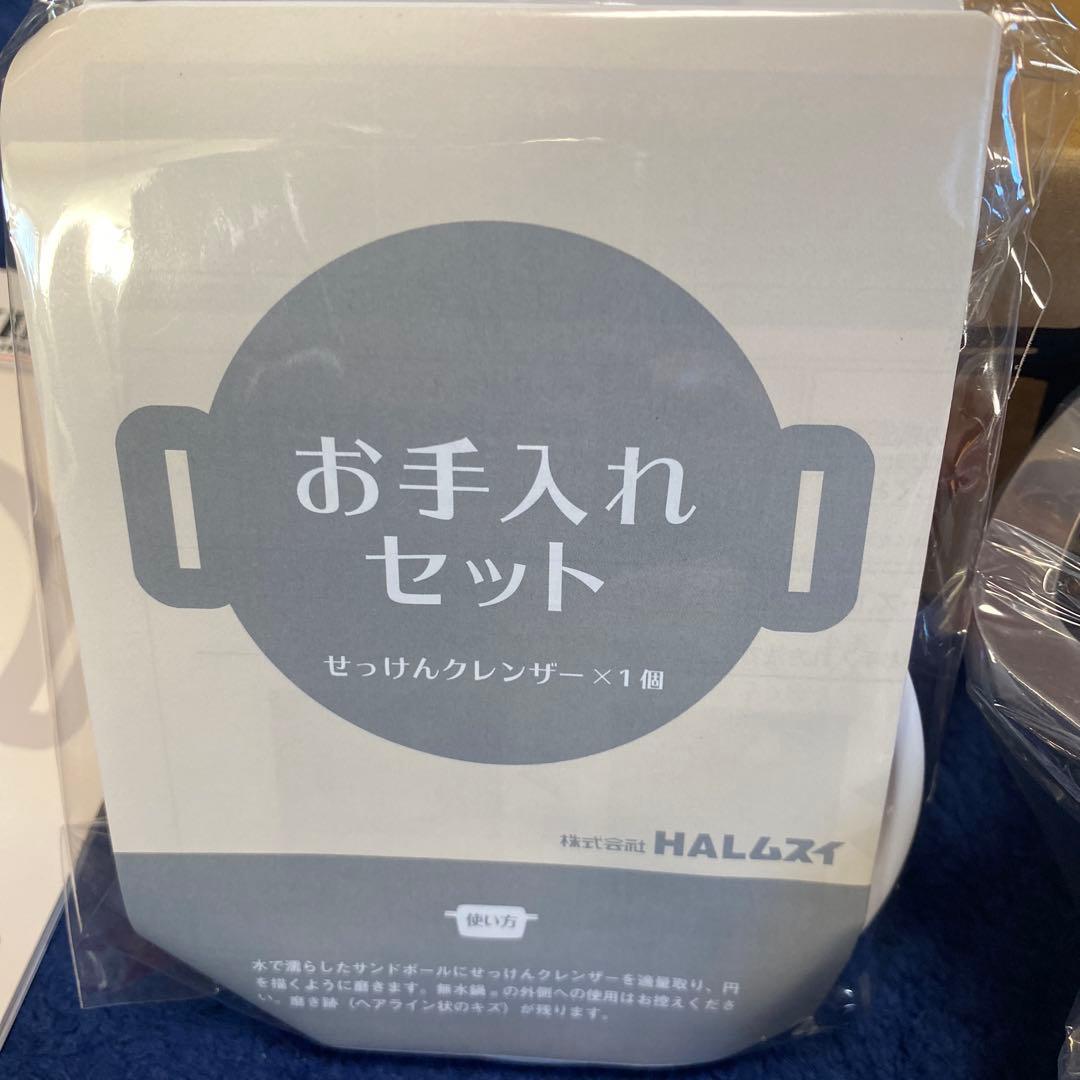 お手入れ
セット
せっけんクレンザー×1個
株式会社 HALムスイ
使い方
水で濡らしたサンドボールにせっけんクレンザーを適量取り、円
を描くように磨きます。無水鍋®の外側への使用はお控えくださ
い。磨き跡（ヘアライン状のキズ）が残ります。